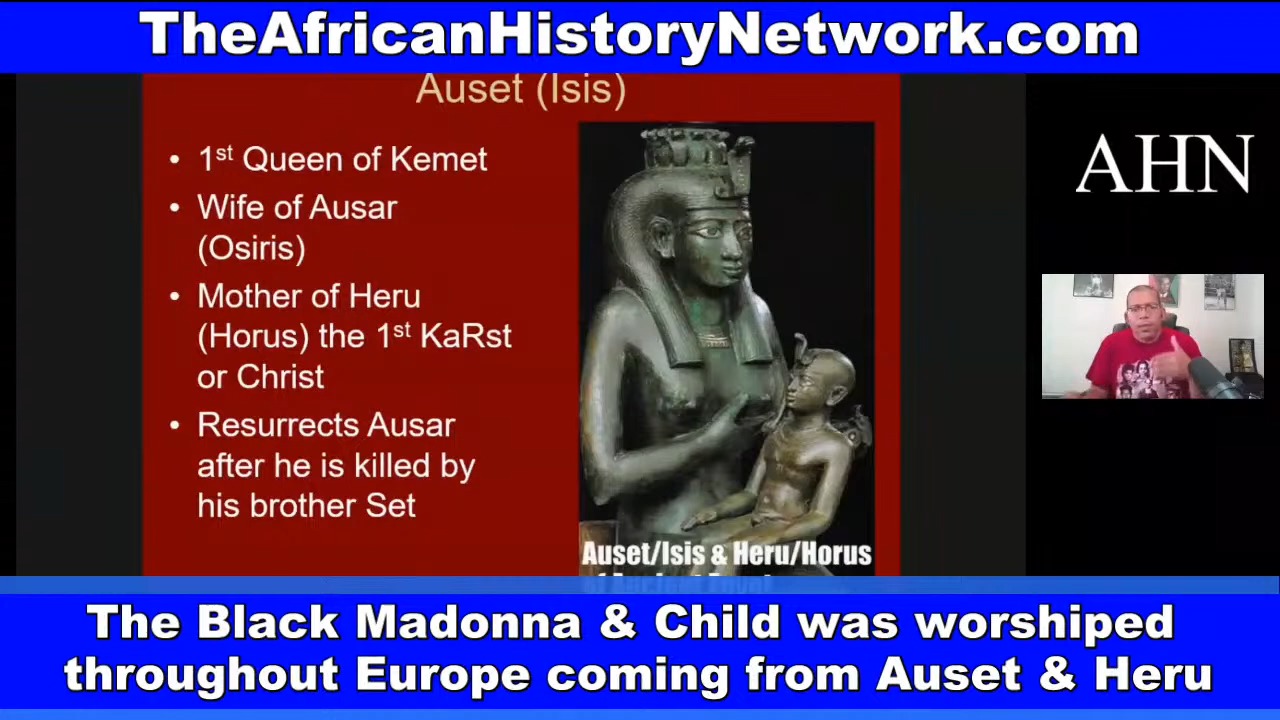 TheAfricanHistoryNetwork.com
Auset (Isis)
• 1st Queen of Kemet
• Wife of Ausar
(Osiris)
• Mother of Heru
(Horus) the 1st KaRst
or Christ
• Resurrects Ausar
after he is killed by
his brother Set
Auset/Isis & Heru/Horus
AHN
The Black Madonna & Child was worshiped
throughout Europe coming from Auset & Heru